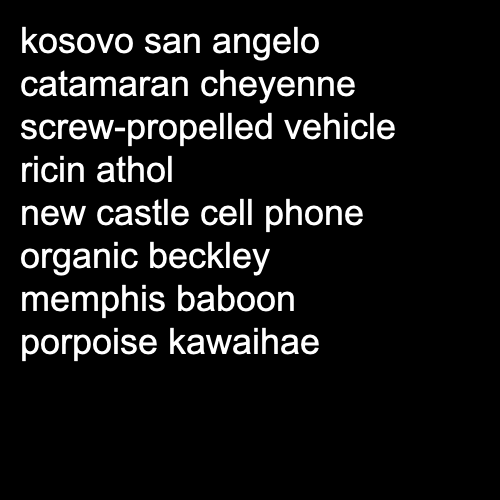 kosovo san angelo
catamaran cheyenne
screw-propelled vehicle
ricin athol
new castle cell phone
organic beckley
memphis baboon
porpoise kawaihae